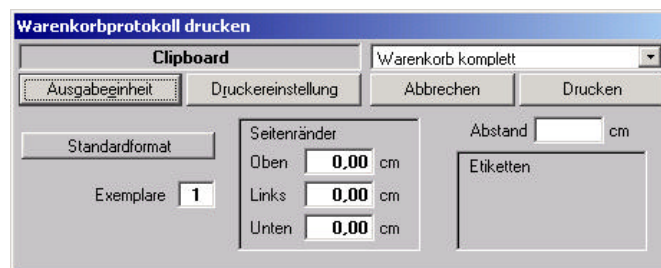 Warenkorbprotokoll drucken
Clipboard Warenkorb komplett
Ausgabeeinheit Druckereinstellung Abbrechen Drucken
Standardformat Seitenränder Abstand cm
Oben 0,00 cm Etiketten
Exemplare 1 Links 0,00 cm
Unten 0,00 cm